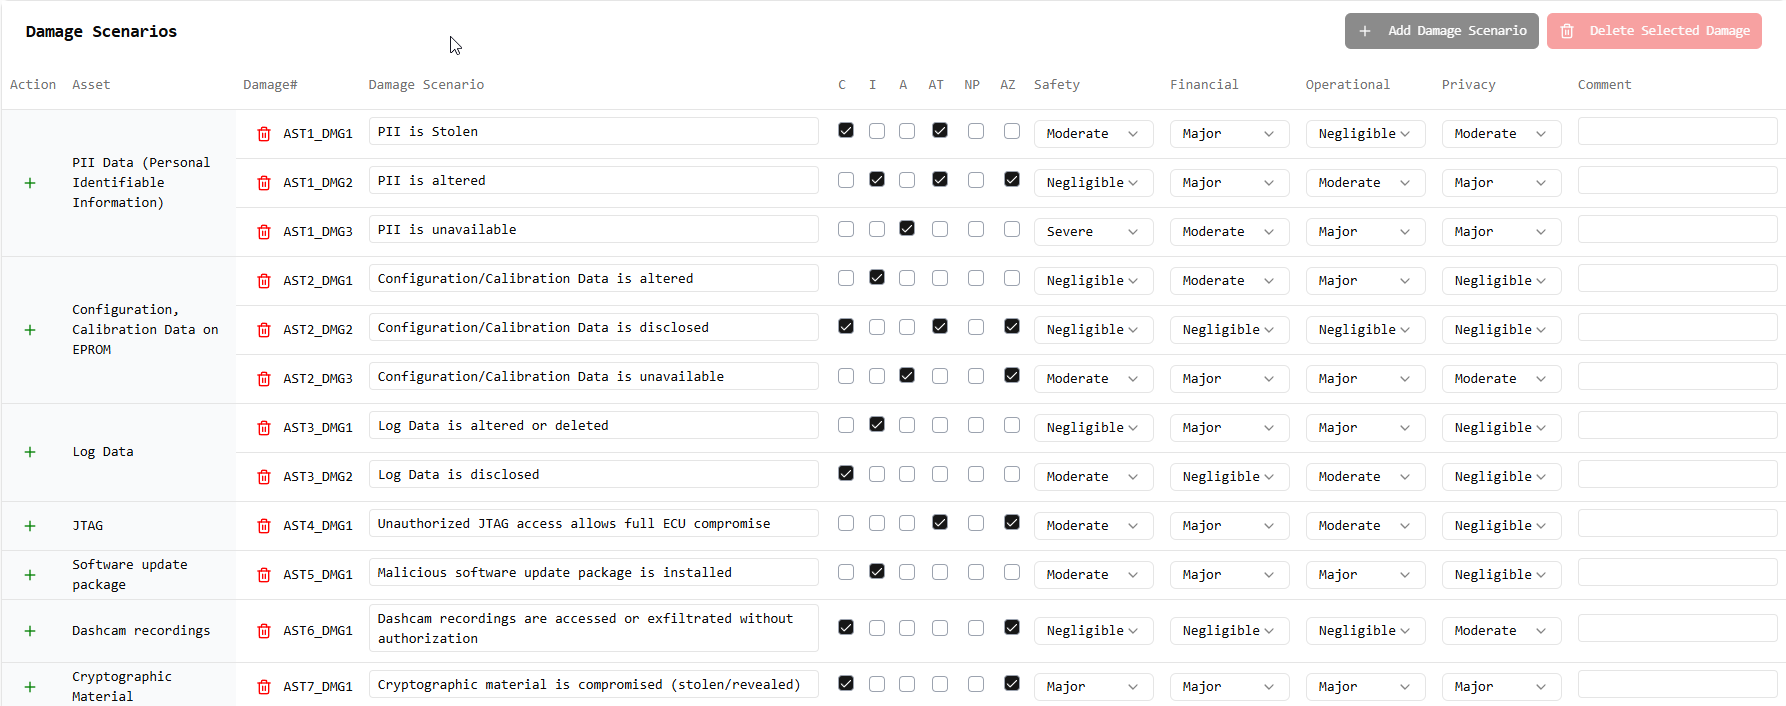 Damage Scenarios
Add Damage Scenario
Delete Selected Damage
Action Asset Damage# Damage Scenario C I A AT NP AZ Safety Financial Operational Privacy Comment
PII Data (Personal
Identifiable
Information)
AST1_DMG1 PII is Stolen Moderate Major Negligible Moderate
AST1_DMG2 PII is altered Negligible Major Moderate Major
AST1_DMG3 PII is unavailable Severe Moderate Major Major
Configuration,
Calibration Data on
EPROM
AST2_DMG1 Configuration/Calibration Data is altered Negligible Moderate Major Negligible
AST2_DMG2 Configuration/Calibration Data is disclosed Negligible Negligible Negligible Negligible
AST2_DMG3 Configuration/Calibration Data is unavailable Moderate Major Major Moderate
Log Data
AST3_DMG1 Log Data is altered or deleted Negligible Major Major Negligible
AST3_DMG2 Log Data is disclosed Moderate Negligible Moderate Negligible
JTAG AST4_DMG1 Unauthorized JTAG access allows full ECU compromise Moderate Major Moderate Negligible
Software update
package
AST5_DMG1 Malicious software update package is installed Moderate Major Major Negligible
Dashcam recordings AST6_DMG1 Dashcam recordings are accessed or exfiltrated without
authorization
Negligible Negligible Negligible Moderate
Cryptographic
Material
AST7_DMG1 Cryptographic material is compromised (stolen/revealed) Major Major Major Major